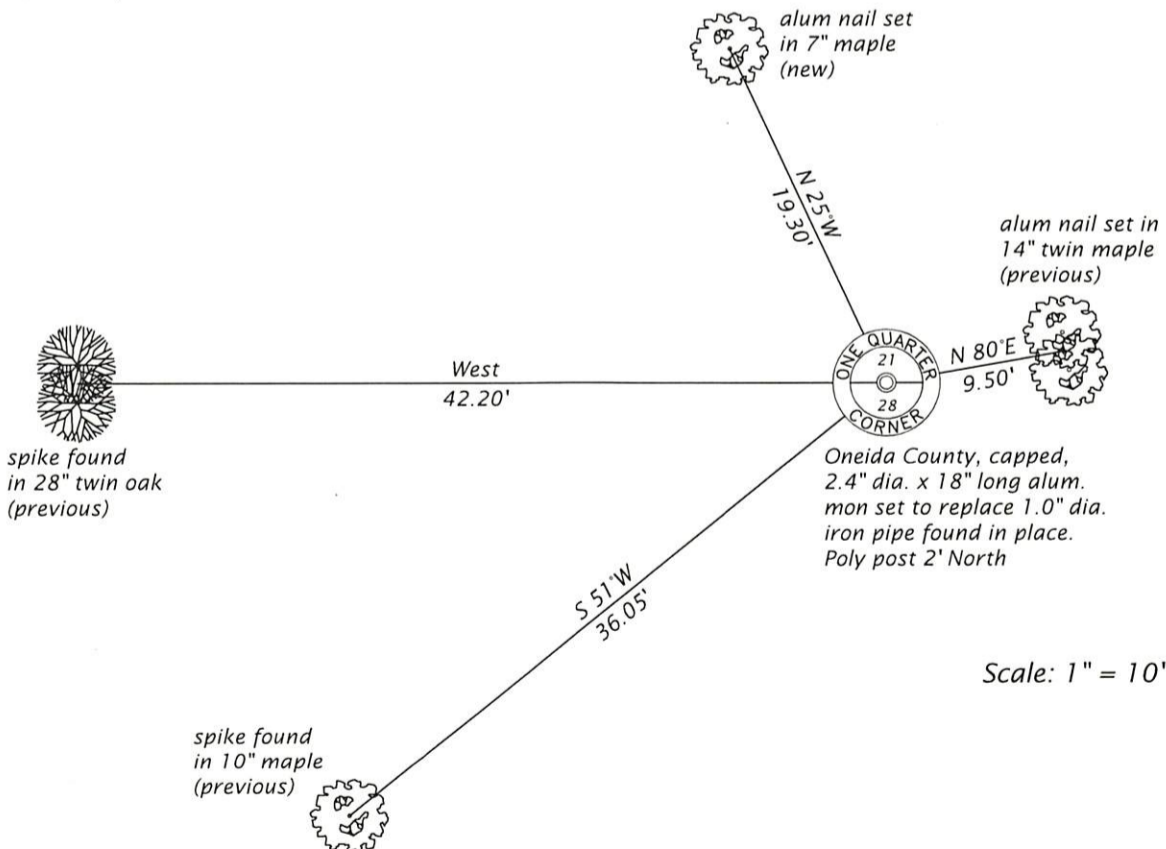 alum nail set
in 7" maple
(new)
N 25°W
19.30'
alum nail set in
14" twin maple
(previous)
West
42.20'
ONE QUARTER
21
28
CORNER
N 80°E
9.50'
spike found
in 28" twin oak
(previous)
Oneida County, capped,
2.4" dia. x 18" long alum.
mon set to replace 1.0" dia.
iron pipe found in place.
Poly post 2' North
S 51°W
36.05'
Scale: 1" = 10'
spike found
in 10" maple
(previous)